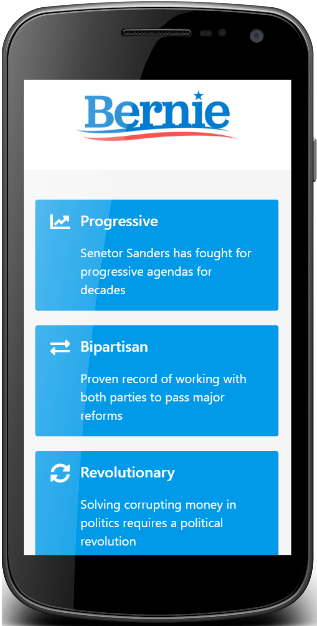 Bernie
Progressive
Senetor Sanders has fought for
progressive agendas for
decades
Bipartisan
Proven record of working with
both parties to pass major
reforms
Revolutionary
Solving corrupting money in
politics requires a political
revolution